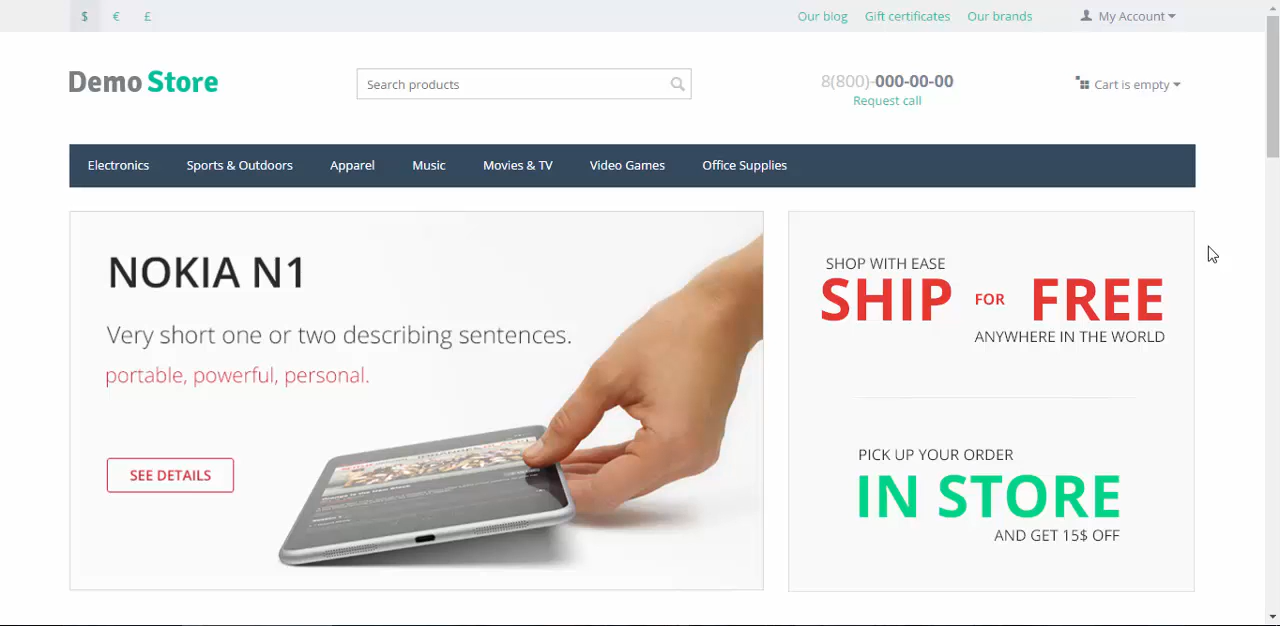 $ € £ Our blog Gift certificates Our brands My Account
Demo Store Search products 8(800)-000-00-00 Cart is empty
Request call
Electronics Sports & Outdoors Apparel Music Movies & TV Video Games Office Supplies
NOKIA N1
Very short one or two describing sentences.
portable, powerful, personal.
SEE DETAILS
SHOP WITH EASE
SHIP FOR FREE
ANYWHERE IN THE WORLD
PICK UP YOUR ORDER
IN STORE
AND GET 15$ OFF